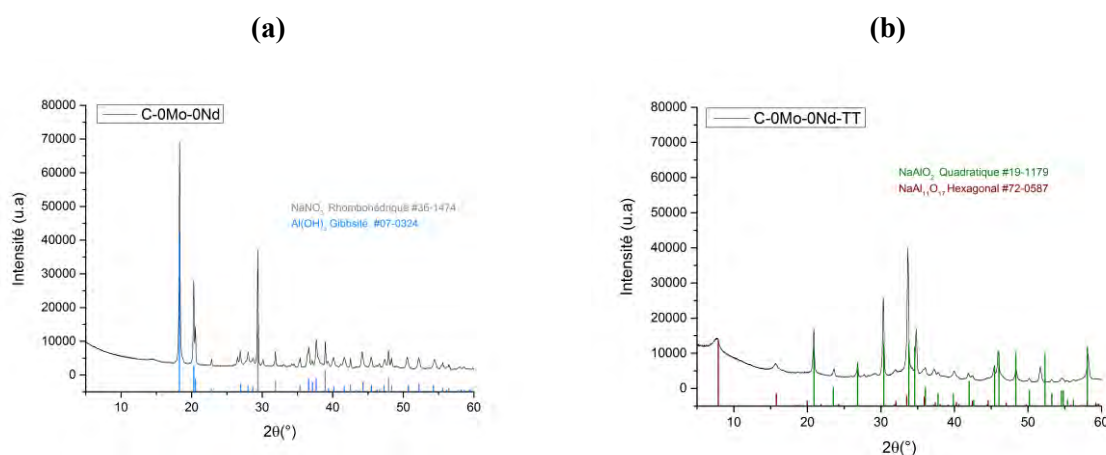 (a)
(b)
C-0Mo-0Nd
NaNO₃ Rhombohédrique #36-1474
Al(OH)₃ Gibbsite #07-0324
Intensité (u.a)
80000
70000
60000
50000
40000
30000
20000
10000
0
10 20 30 40 50 60
2θ(°)
C-0Mo-0Nd-TT
NaAlO₂ Quadratique #19-1179
NaAl₁₁O₁₇ Hexagonal #72-0587
Intensité (u.a)
80000
70000
60000
50000
40000
30000
20000
10000
0
10 20 30 40 50 60
2θ(°)